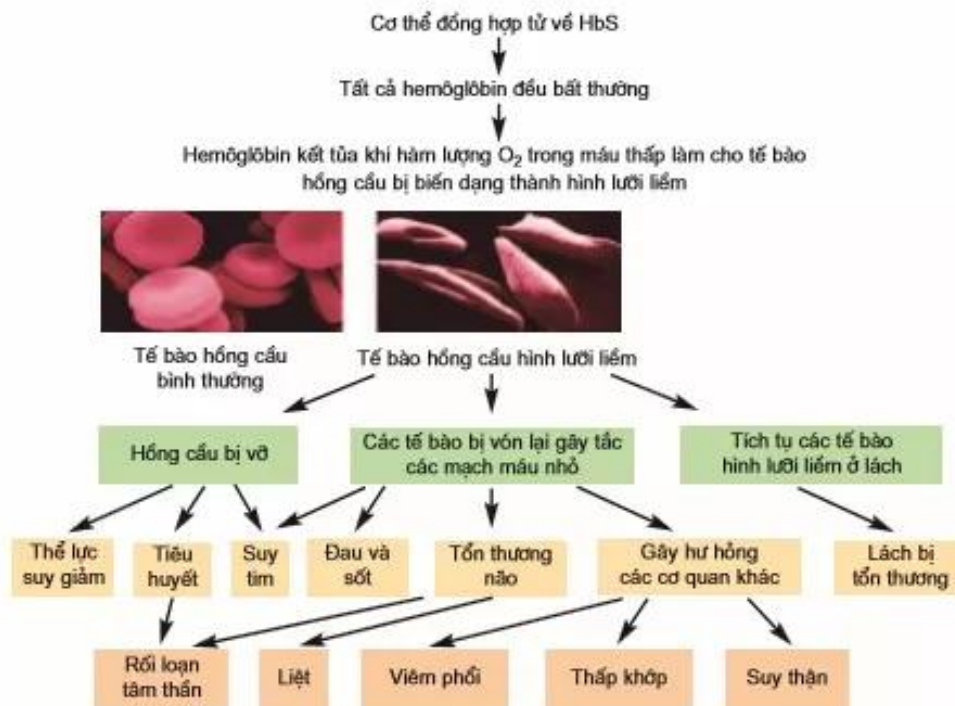 Cơ thể đồng hợp tử về HbS
Tất cả hemôglôbin đều bất thường
Hemôglôbin kết tủa khi hàm lượng O₂ trong máu thấp làm cho tế bào
hồng cầu bị biến dạng thành hình lưỡi liềm
Tế bào hồng cầu
bình thường
Tế bào hồng cầu hình lưỡi liềm
Hồng cầu bị vỡ
Các tế bào bị vón lại gây tắc
các mạch máu nhỏ
Tích tụ các tế bào
hình lưỡi liềm ở lách
Thể lực
suy giảm
Tiêu
huyết
Suy
tim
Đau và
sốt
Tổn thương
não
Gây hư hỏng
các cơ quan khác
Lách bị
tổn thương
Rối loạn
tâm thần
Liệt
Viêm phổi
Thấp khớp
Suy thận